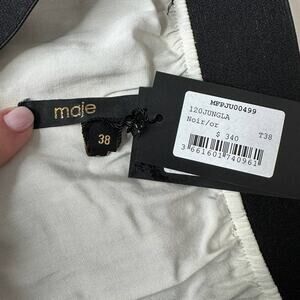 maje
38
MFPJU00499
120JUNGLA
Noir/or
$ 340 T38
3 661601 740961